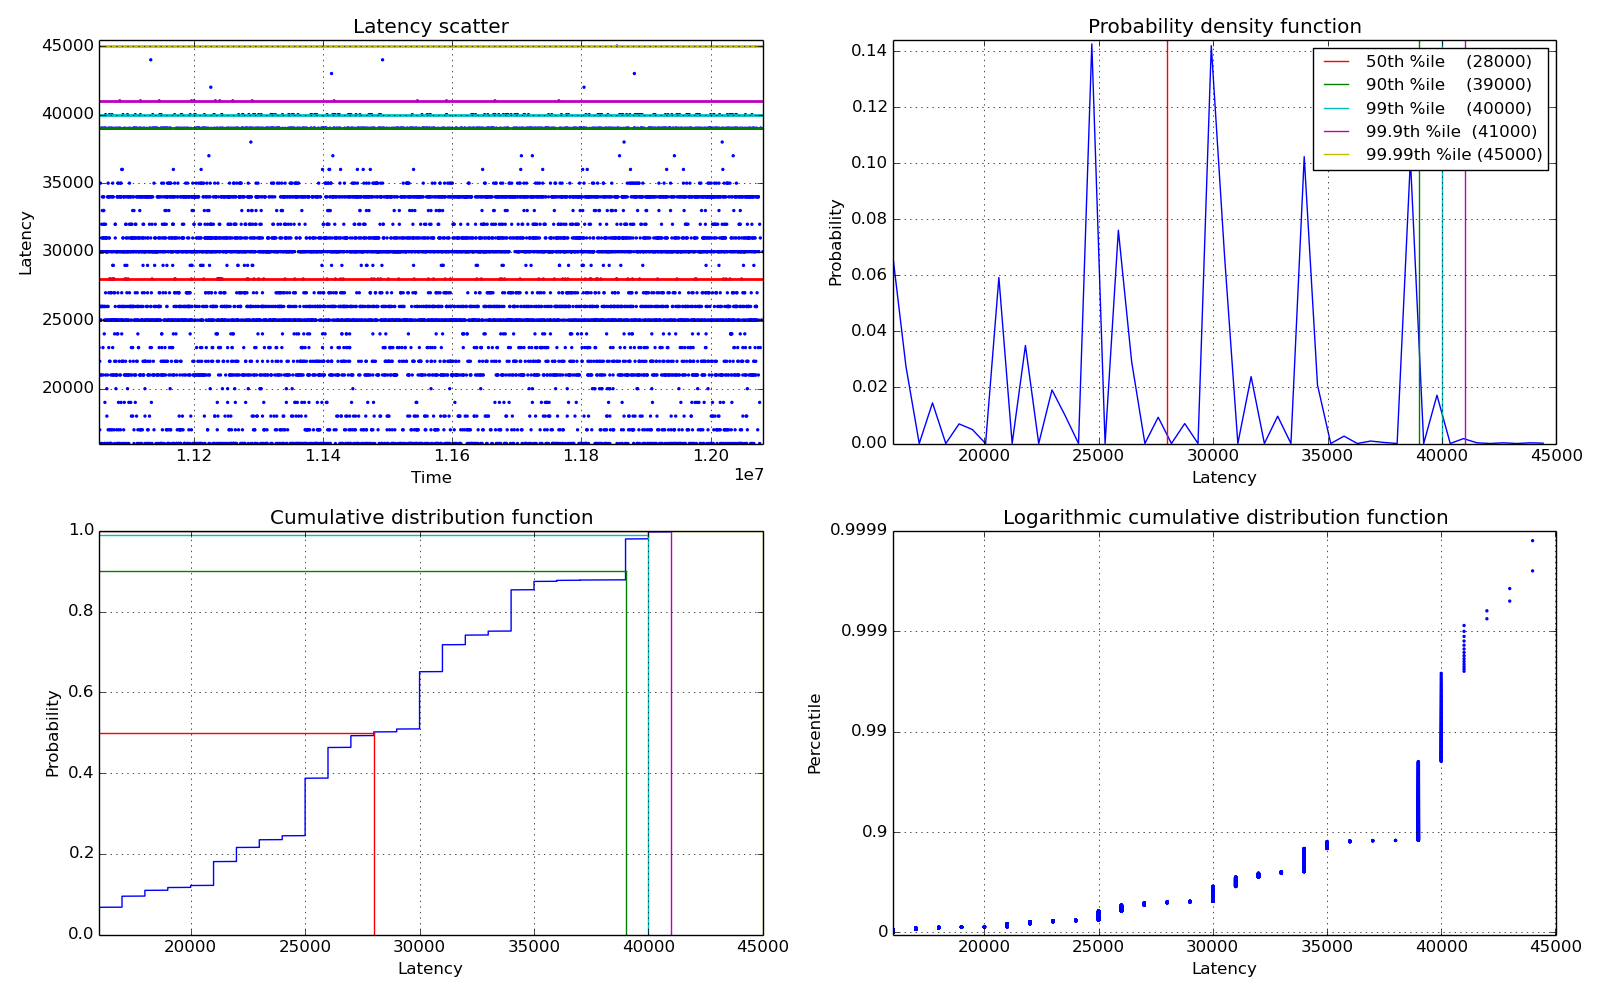 Latency scatter
45000
40000
35000
30000
25000
20000
Latency
1.12
1.14
1.16
1.18
1.20
1e7
Time
Probability density function
0.14
0.12
0.10
0.08
0.06
0.04
0.02
0.00
Probability
50th %ile (28000)
90th %ile (39000)
99th %ile (40000)
99.9th %ile (41000)
99.99th %ile (45000)
20000
25000
30000
35000
40000
45000
Latency
Cumulative distribution function
1.0
0.8
0.6
0.4
0.2
0.0
Probability
20000
25000
30000
35000
40000
45000
Latency
Logarithmic cumulative distribution function
0.9999
0.999
0.99
0.9
0
Percentile
20000
25000
30000
35000
40000
45000
Latency